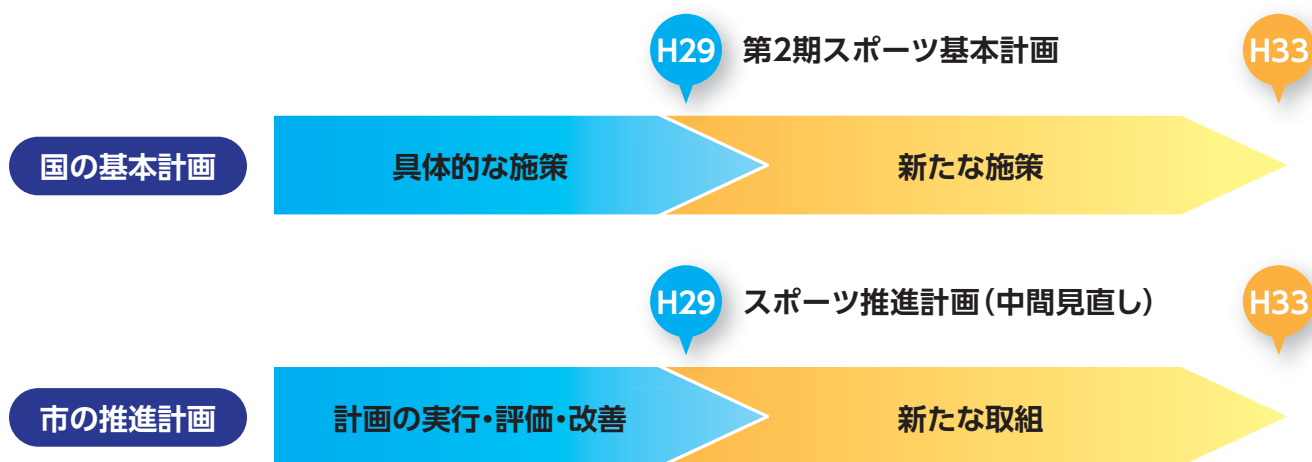 H29 第2期スポーツ基本計画 H33
国の基本計画 具体的な施策 新たな施策
H29 スポーツ推進計画(中間見直し) H33
市の推進計画 計画の実行・評価・改善 新たな取組